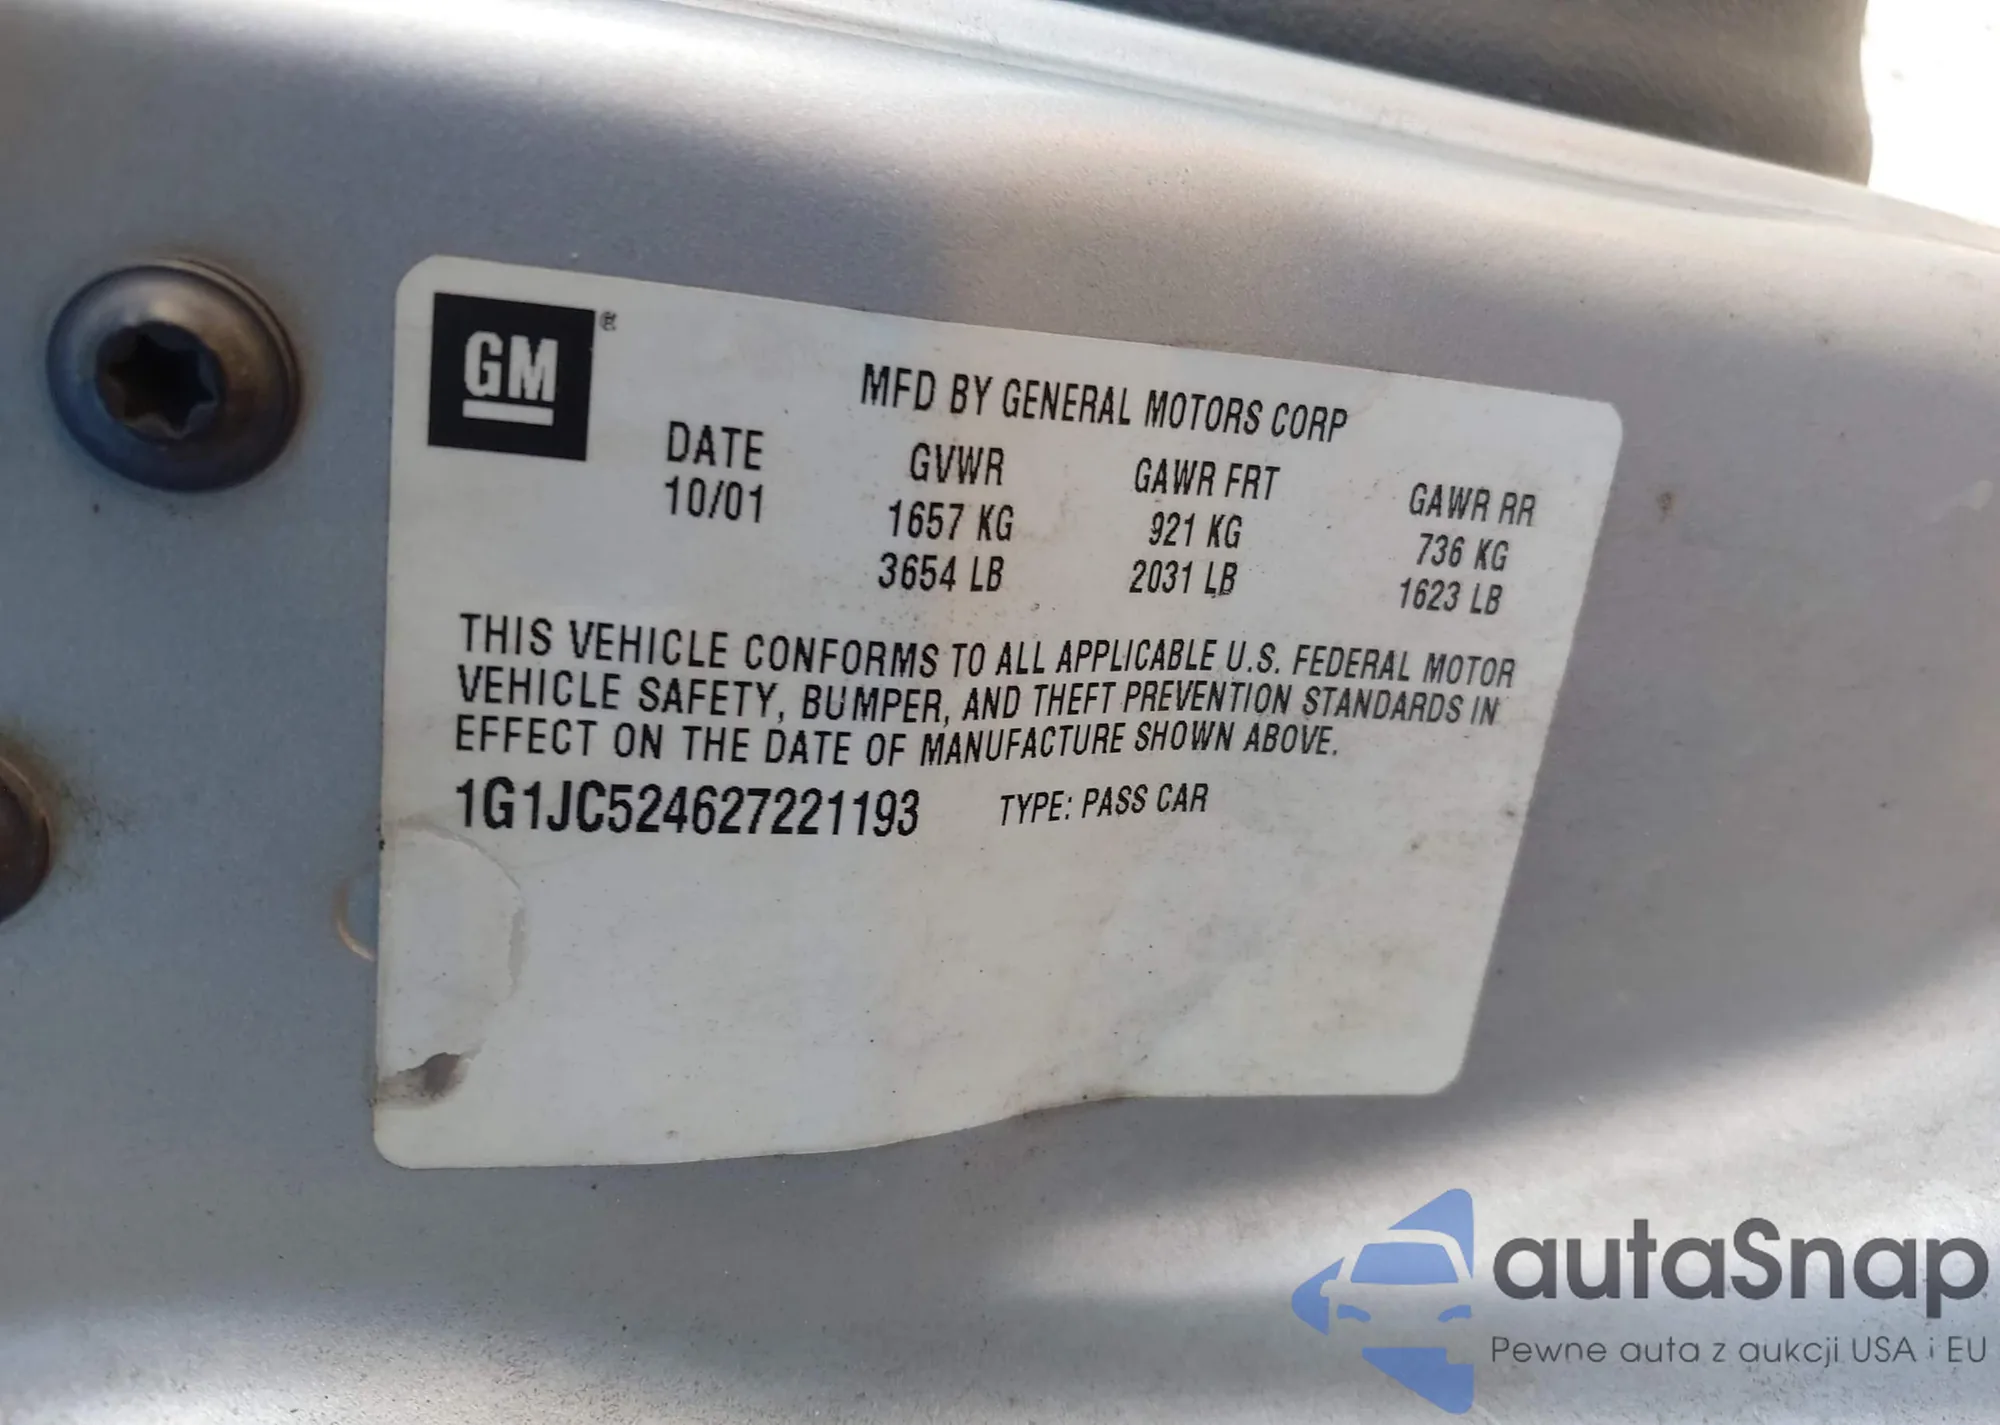 GM ®
MFD BY GENERAL MOTORS CORP
DATE GVWR GAWR FRT GAWR RR
10/01 1657 KG 921 KG 736 KG
3654 LB 2031 LB 1623 LB
THIS VEHICLE CONFORMS TO ALL APPLICABLE U.S. FEDERAL MOTOR
VEHICLE SAFETY, BUMPER, AND THEFT PREVENTION STANDARDS IN
EFFECT ON THE DATE OF MANUFACTURE SHOWN ABOVE.
1G1JC524627221193 TYPE: PASS CAR
autaSnap
Pewne auta z aukcji USA i EU